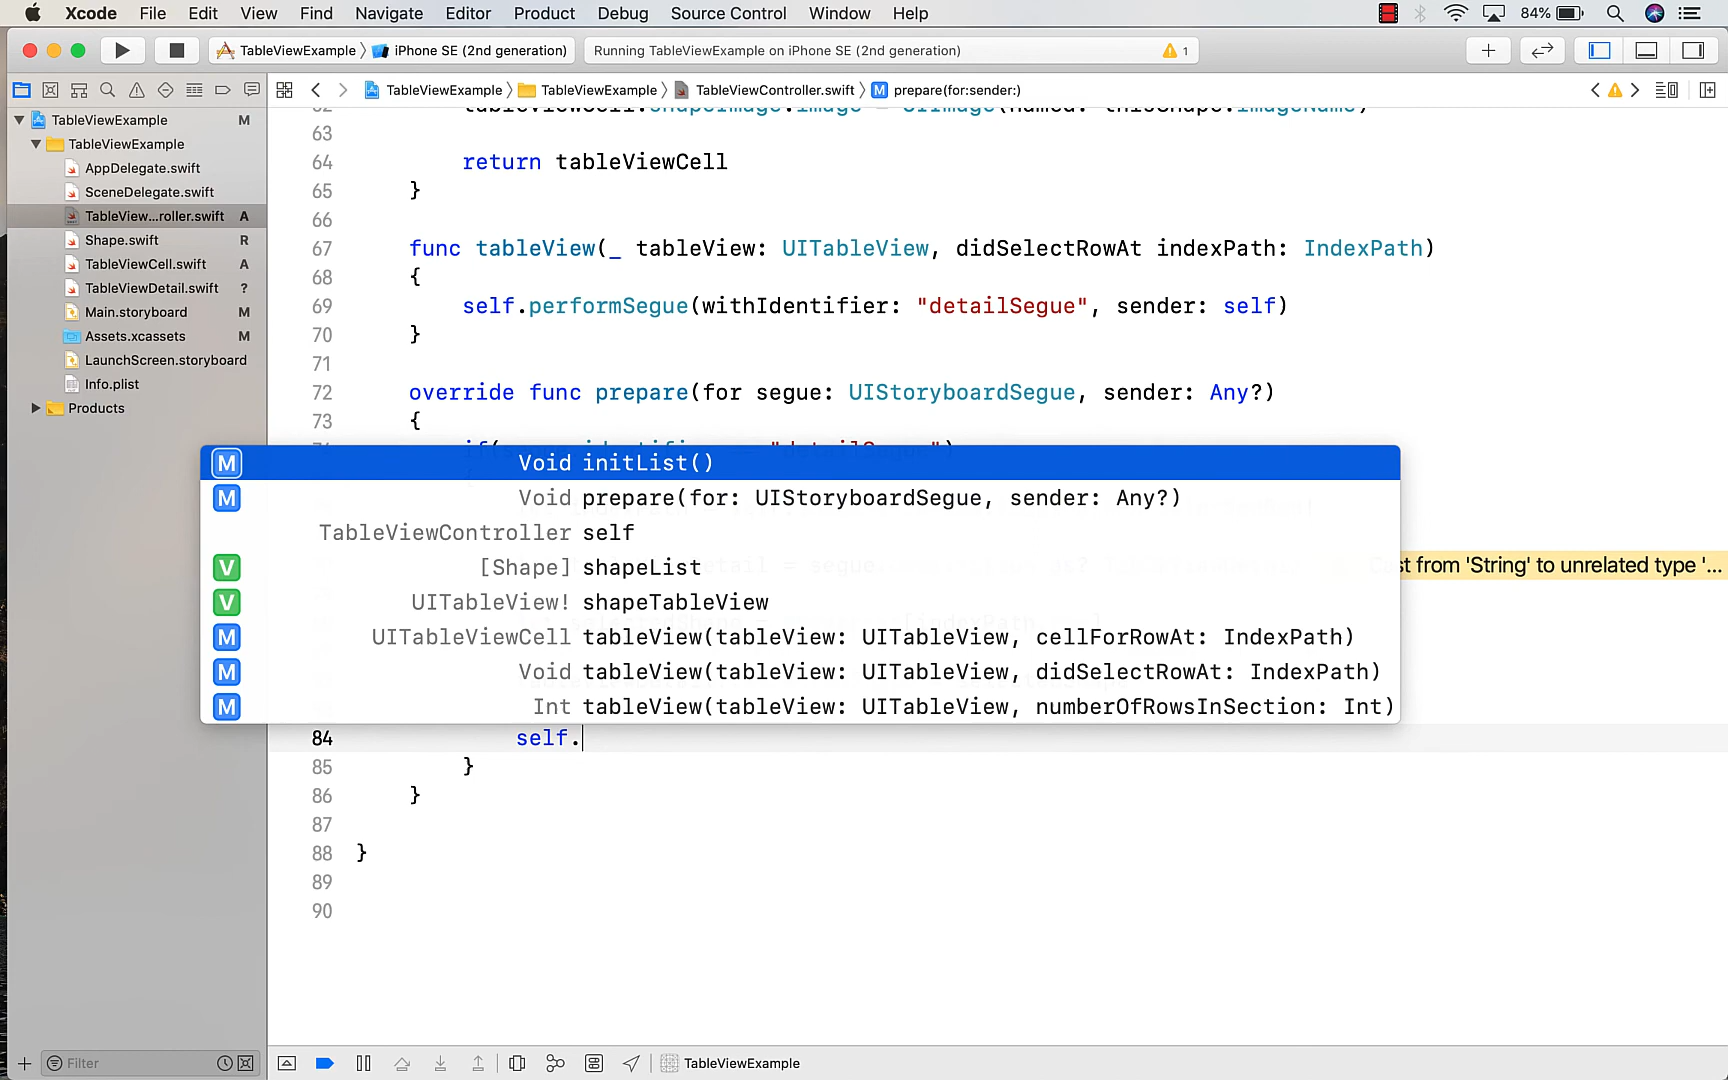 Xcode File Edit View Find Navigate Editor Product Debug Source Control Window Help 84%
TableViewExample iPhone SE (2nd generation) Running TableViewExample on iPhone SE (2nd generation) 1
TableViewExample TableViewExample TableViewController.swift M prepare(for:sender:)
TableViewExample M
TableViewExample
AppDelegate.swift
SceneDelegate.swift
TableView...roller.swift A
Shape.swift R
TableViewCell.swift A
TableViewDetail.swift ?
Main.storyboard M
Assets.xcassets M
LaunchScreen.storyboard
Info.plist
Products
63
64 return tableViewCell
65 }
66
67 func tableView(_ tableView: UITableView, didSelectRowAt indexPath: IndexPath)
68 {
69 self.performSegue(withIdentifier: "detailSegue", sender: self)
70 }
71
72 override func prepare(for segue: UIStoryboardSegue, sender: Any?)
73 {
M Void initList()
M Void prepare(for: UIStoryboardSegue, sender: Any?)
TableViewController self
V [Shape] shapeList
st from 'String' to unrelated type '...
V UITableView! shapeTableView
M UITableViewCell tableView(tableView: UITableView, cellForRowAt: IndexPath)
M Void tableView(tableView: UITableView, didSelectRowAt: IndexPath)
M Int tableView(tableView: UITableView, numberOfRowsInSection: Int)
84 self.
85 }
86 }
87
88 }
89
90
Filter TableViewExample